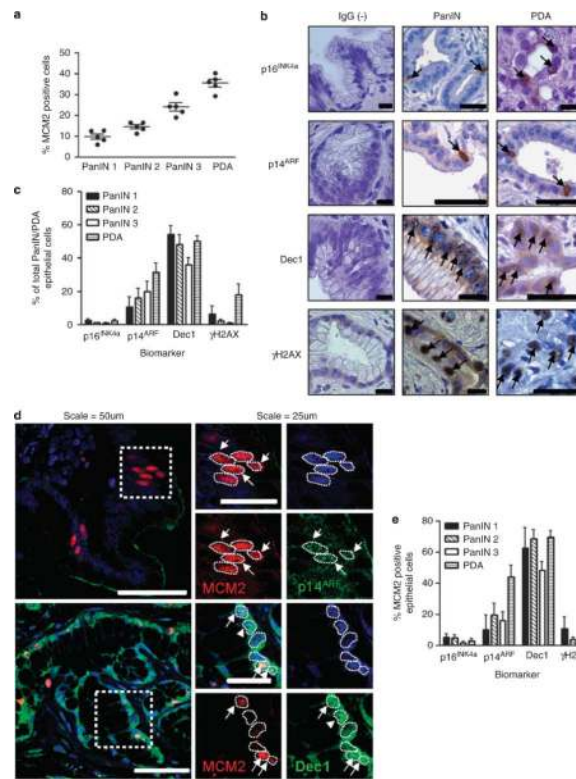 a
% MCM2 positive cells
50
40
30
20
10
0
PanIN 1 PanIN 2 PanIN 3 PDA
b
IgG (-) PanIN PDA
p16INK4a
p14ARF
Dec1
γH2AX
c
% of total PanIN/PDA
epithelial cells
80
60
40
20
0
PanIN 1
PanIN 2
PanIN 3
PDA
p16INK4a p14ARF Dec1 γH2AX
Biomarker
d
Scale = 50um Scale = 25um
MCM2 p14ARF
MCM2 Dec1
e
% MCM2 positive
epithelial cells
80
60
40
20
0
PanIN 1
PanIN 2
PanIN 3
PDA
p16INK4a p14ARF Dec1 γH2
Biomarker